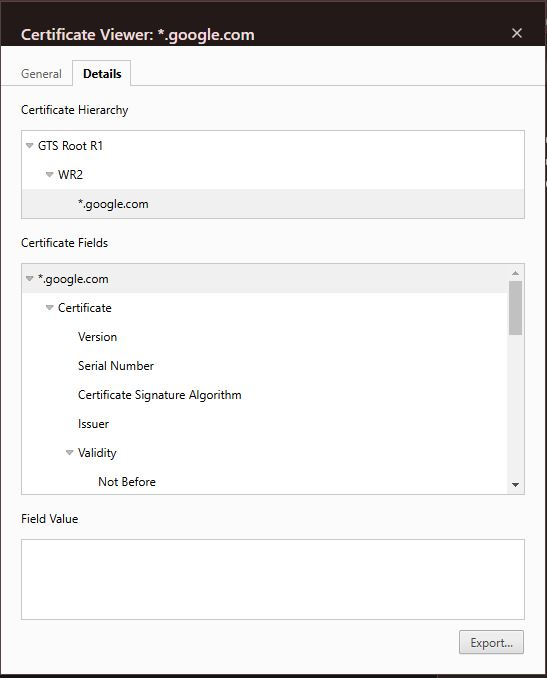 Certificate Viewer: *.google.com
General Details
Certificate Hierarchy
GTS Root R1
WR2
*.google.com
Certificate Fields
*.google.com
Certificate
Version
Serial Number
Certificate Signature Algorithm
Issuer
Validity
Not Before
Field Value
Export...